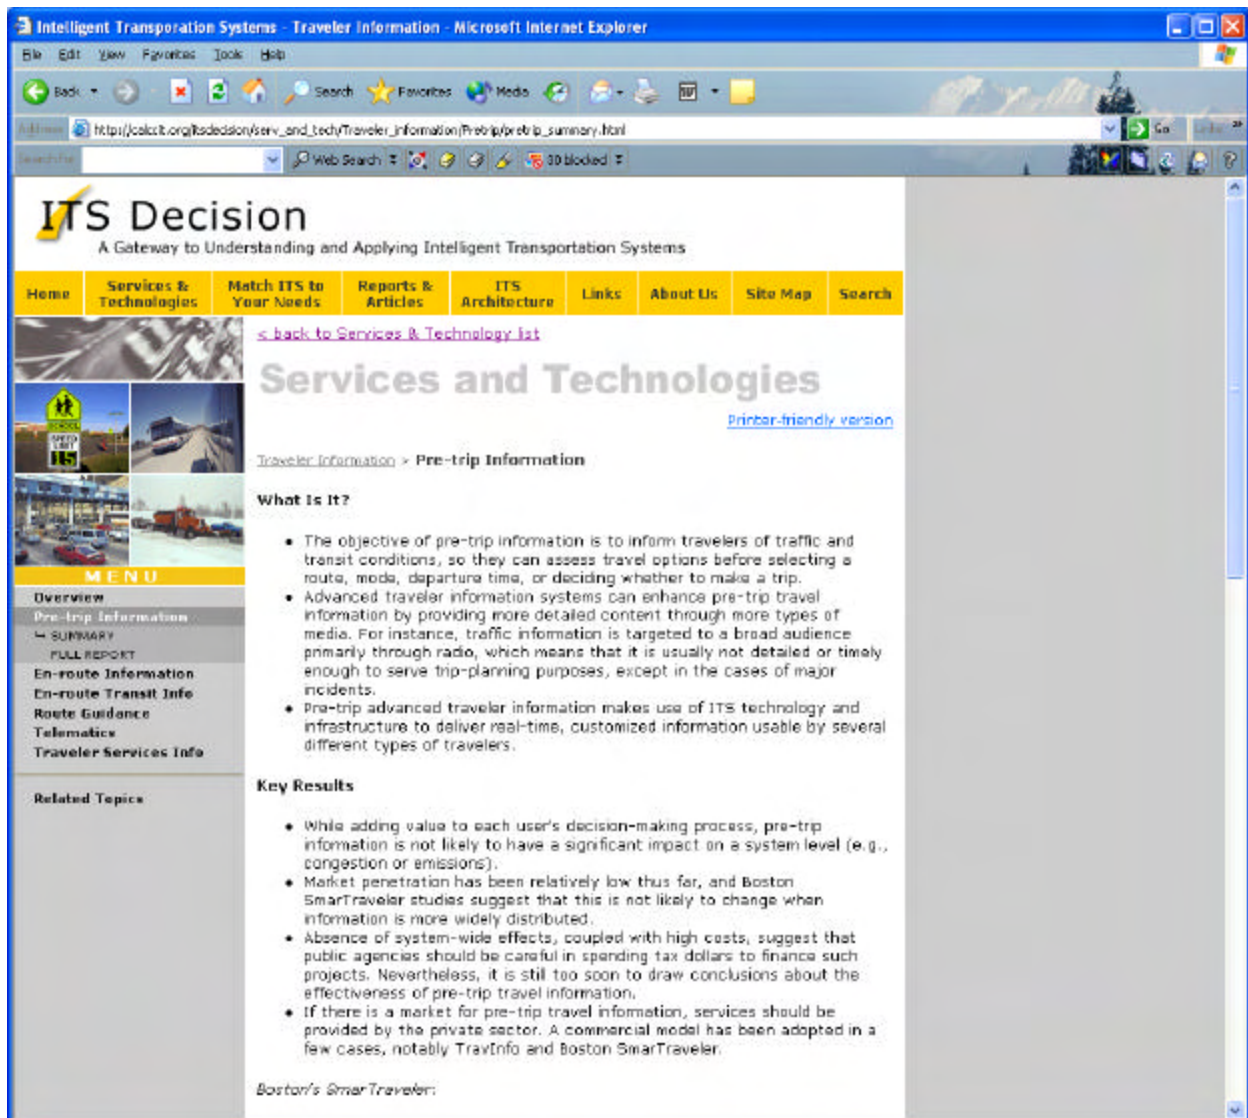 Intelligent Transporation Systems - Traveler Information - Microsoft Internet Explorer
File Edit View Favorites Tools Help
Back Search Favorites Media
Address http://calccit.org/itsdecision/serv_and_tech/Traveler_information/Pretrip/pretrip_summary.html Go Links »
Web Search 30 blocked
ITS Decision
A Gateway to Understanding and Applying Intelligent Transportation Systems
Home Services & Technologies Match ITS to Your Needs Reports & Articles ITS Architecture Links About Us Site Map Search
< back to Services & Technology list
Services and Technologies
Printer-friendly version
SCHOOL
SPEED
LIMIT
15
Traveler Information > Pre-trip Information
What Is It?
• The objective of pre-trip information is to inform travelers of traffic and
transit conditions, so they can assess travel options before selecting a
route, mode, departure time, or deciding whether to make a trip.
• Advanced traveler information systems can enhance pre-trip travel
information by providing more detailed content through more types of
media. For instance, traffic information is targeted to a broad audience
primarily through radio, which means that it is usually not detailed or timely
enough to serve trip-planning purposes, except in the cases of major
incidents.
• Pre-trip advanced traveler information makes use of ITS technology and
infrastructure to deliver real-time, customized information usable by several
different types of travelers.
MENU
Overview
Pre-trip Information
SUMMARY
FULL REPORT
En-route Information
En-route Transit Info
Route Guidance
Telematics
Traveler Services Info
Related Topics
Key Results
• While adding value to each user's decision-making process, pre-trip
information is not likely to have a significant impact on a system level (e.g.,
congestion or emissions).
• Market penetration has been relatively low thus far, and Boston
SmarTraveler studies suggest that this is not likely to change when
information is more widely distributed.
• Absence of system-wide effects, coupled with high costs, suggest that
public agencies should be careful in spending tax dollars to finance such
projects. Nevertheless, it is still too soon to draw conclusions about the
effectiveness of pre-trip travel information.
• If there is a market for pre-trip travel information, services should be
provided by the private sector. A commercial model has been adopted in a
few cases, notably TravInfo and Boston SmarTraveler.
Boston's SmarTraveler: